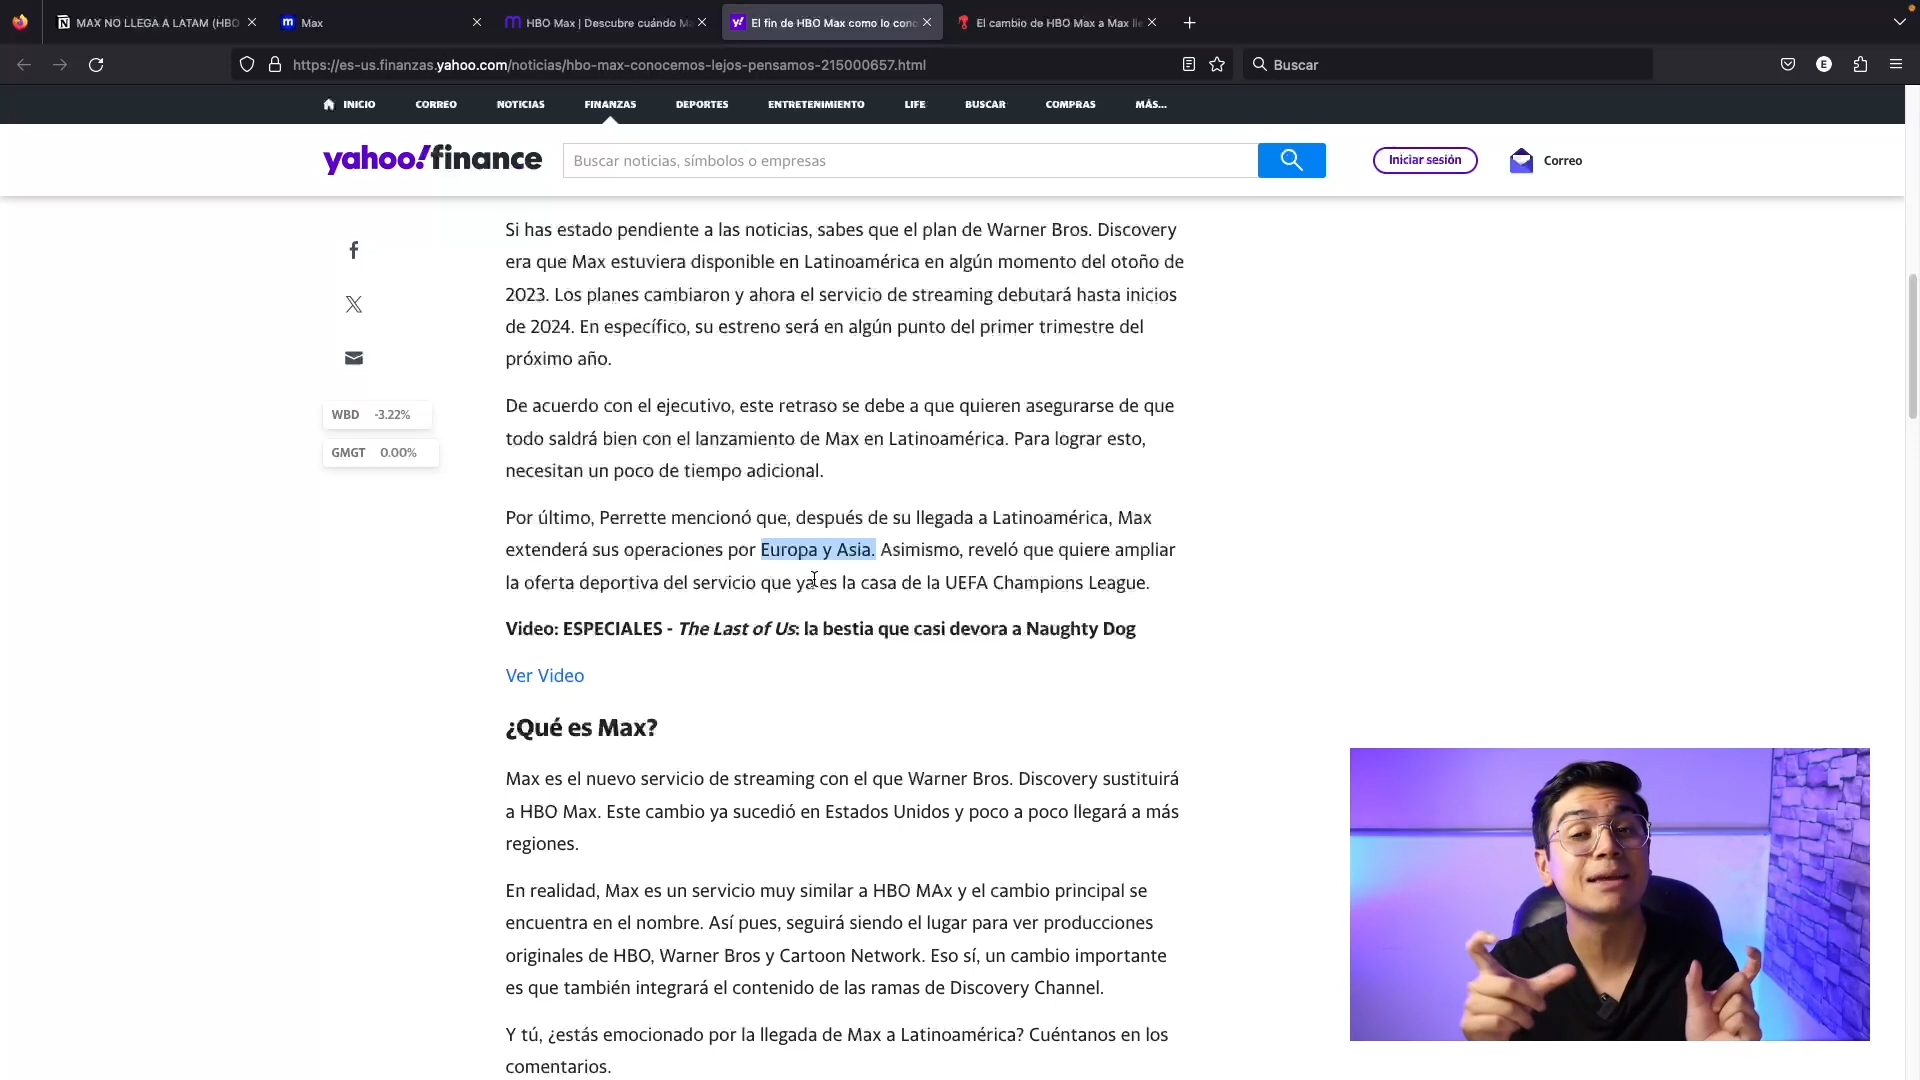 MAX NO LLEGA A LATAM (HBO
Max
HBO Max | Descubre cuándo Ma
El fin de HBO Max como lo cono
El cambio de HBO Max a Max lle
https://es-us.finanzas.yahoo.com/noticias/hbo-max-conocemos-lejos-pensamos-215000657.html
Buscar
E
INICIO CORREO NOTICIAS FINANZAS DEPORTES ENTRETENIMIENTO LIFE BUSCAR COMPRAS MÁS...
yahoo!finance
Buscar noticias, símbolos o empresas
Iniciar sesión
Correo
Si has estado pendiente a las noticias, sabes que el plan de Warner Bros. Discovery
era que Max estuviera disponible en Latinoamérica en algún momento del otoño de
2023. Los planes cambiaron y ahora el servicio de streaming debutará hasta inicios
de 2024. En específico, su estreno será en algún punto del primer trimestre del
próximo año.
WBD -3.22%
GMGT 0.00%
De acuerdo con el ejecutivo, este retraso se debe a que quieren asegurarse de que
todo saldrá bien con el lanzamiento de Max en Latinoamérica. Para lograr esto,
necesitan un poco de tiempo adicional.
Por último, Perrette mencionó que, después de su llegada a Latinoamérica, Max
extenderá sus operaciones por Europa y Asia. Asimismo, reveló que quiere ampliar
la oferta deportiva del servicio que ya es la casa de la UEFA Champions League.
Video: ESPECIALES - The Last of Us: la bestia que casi devora a Naughty Dog
Ver Video
¿Qué es Max?
Max es el nuevo servicio de streaming con el que Warner Bros. Discovery sustituirá
a HBO Max. Este cambio ya sucedió en Estados Unidos y poco a poco llegará a más
regiones.
En realidad, Max es un servicio muy similar a HBO MAx y el cambio principal se
encuentra en el nombre. Así pues, seguirá siendo el lugar para ver producciones
originales de HBO, Warner Bros y Cartoon Network. Eso sí, un cambio importante
es que también integrará el contenido de las ramas de Discovery Channel.
Y tú, ¿estás emocionado por la llegada de Max a Latinoamérica? Cuéntanos en los
comentarios.